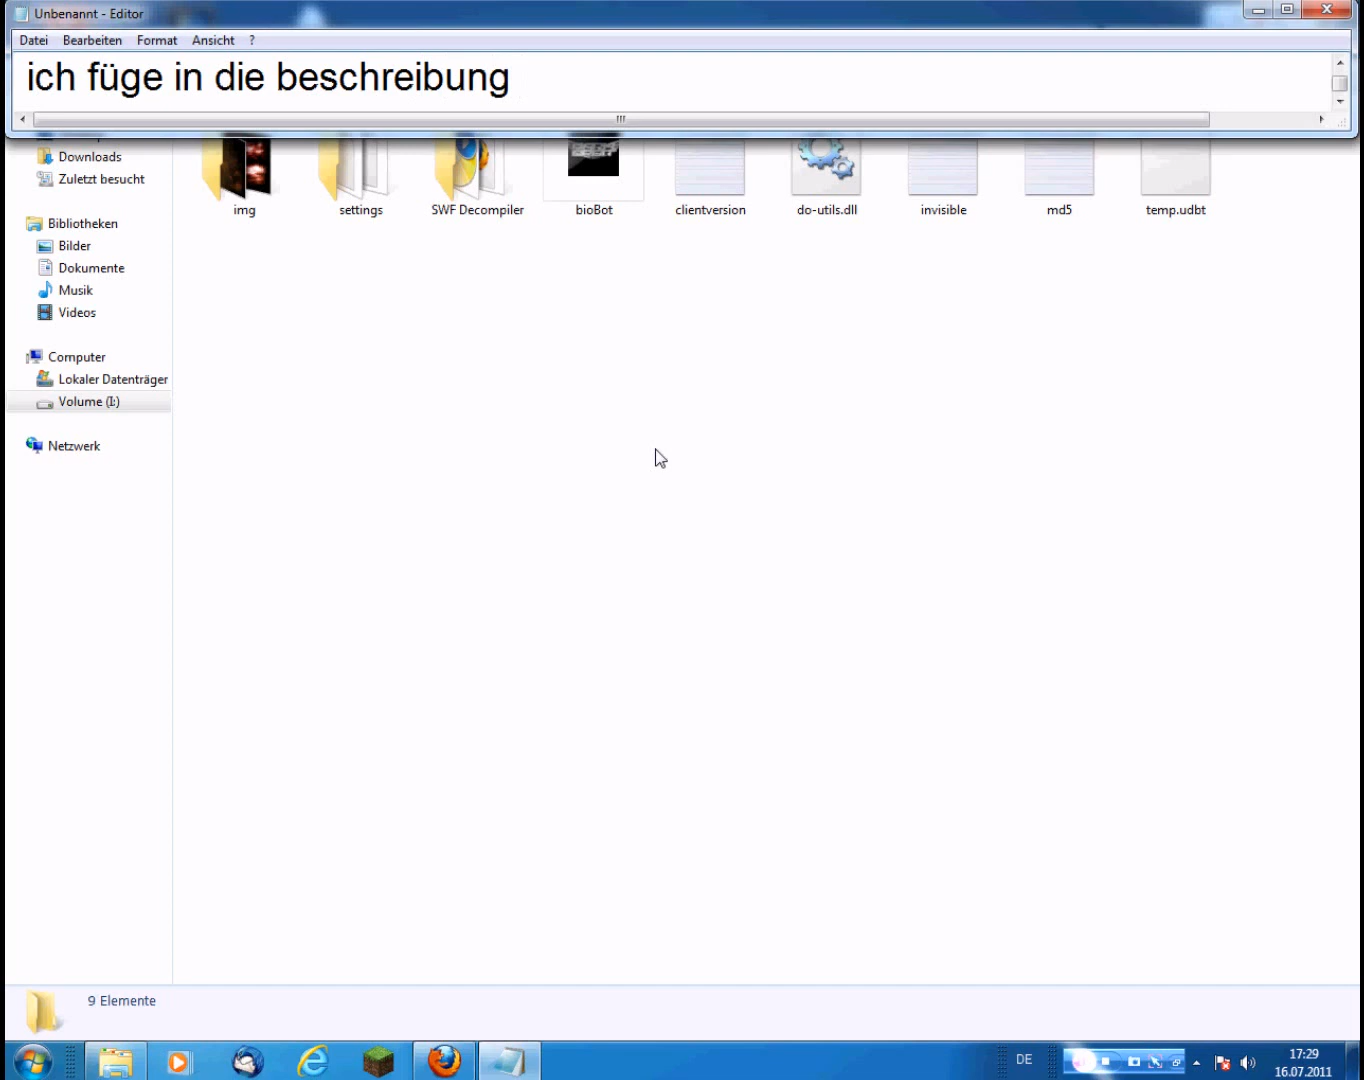 Unbenannt - Editor
Datei Bearbeiten Format Ansicht ?
ich füge in die beschreibung
Downloads
Zuletzt besucht
Bibliotheken
Bilder
Dokumente
Musik
Videos
Computer
Lokaler Datenträger
Volume (I:)
Netzwerk
img settings SWF Decompiler bioBot clientversion do-utils.dll invisible md5 temp.udbt
9 Elemente
DE
17:29
16.07.2011